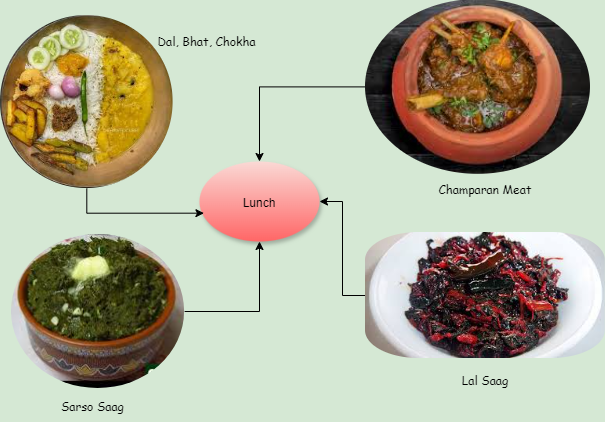 Dal, Bhat, Chokha
Champaran Meat
Lunch
Lal Saag
Sarso Saag